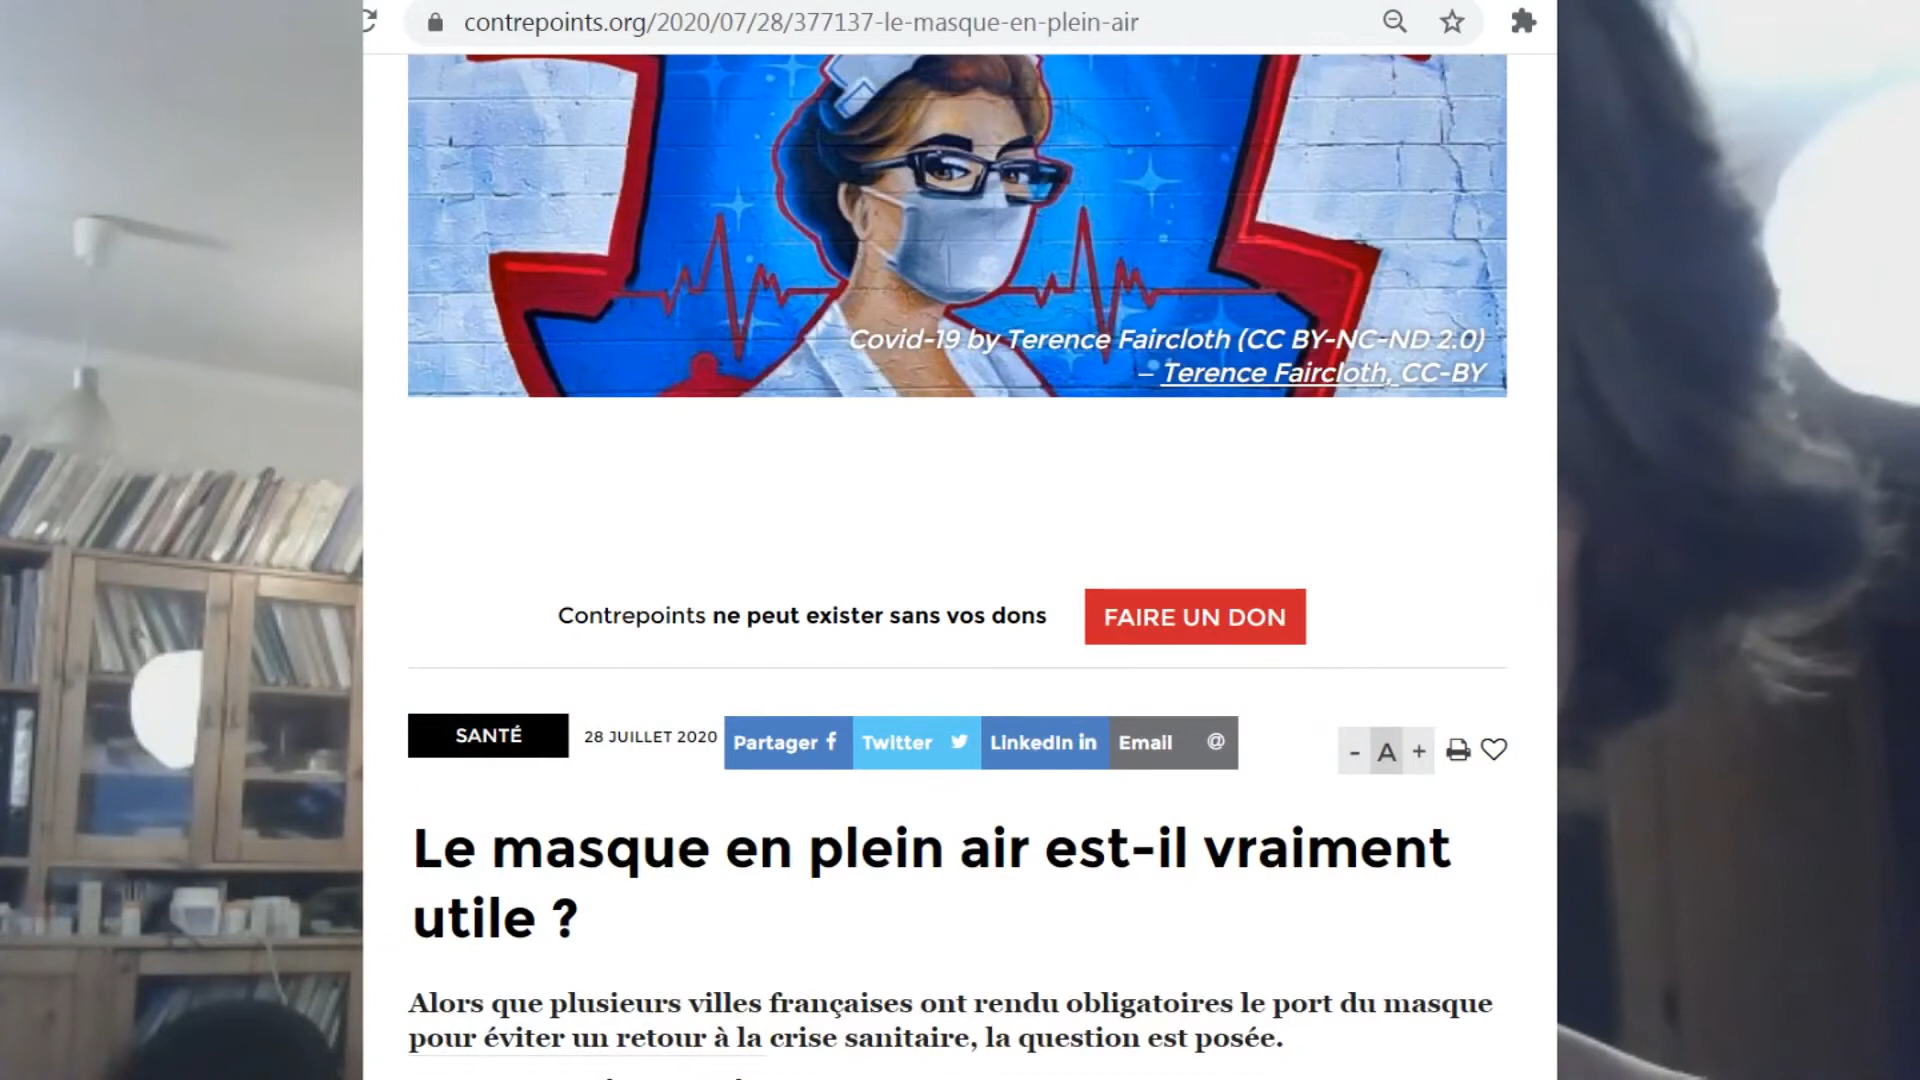 contrepoints.org/2020/07/28/377137-le-masque-en-plein-air
Covid-19 by Terence Faircloth (CC BY-NC-ND 2.0)
– Terence Faircloth, CC-BY
Contrepoints ne peut exister sans vos dons
FAIRE UN DON
SANTÉ
28 JUILLET 2020
Partager f
Twitter
LinkedIn in
Email @
- A +
Le masque en plein air est-il vraiment
utile ?
Alors que plusieurs villes françaises ont rendu obligatoires le port du masque
pour éviter un retour à la crise sanitaire, la question est posée.